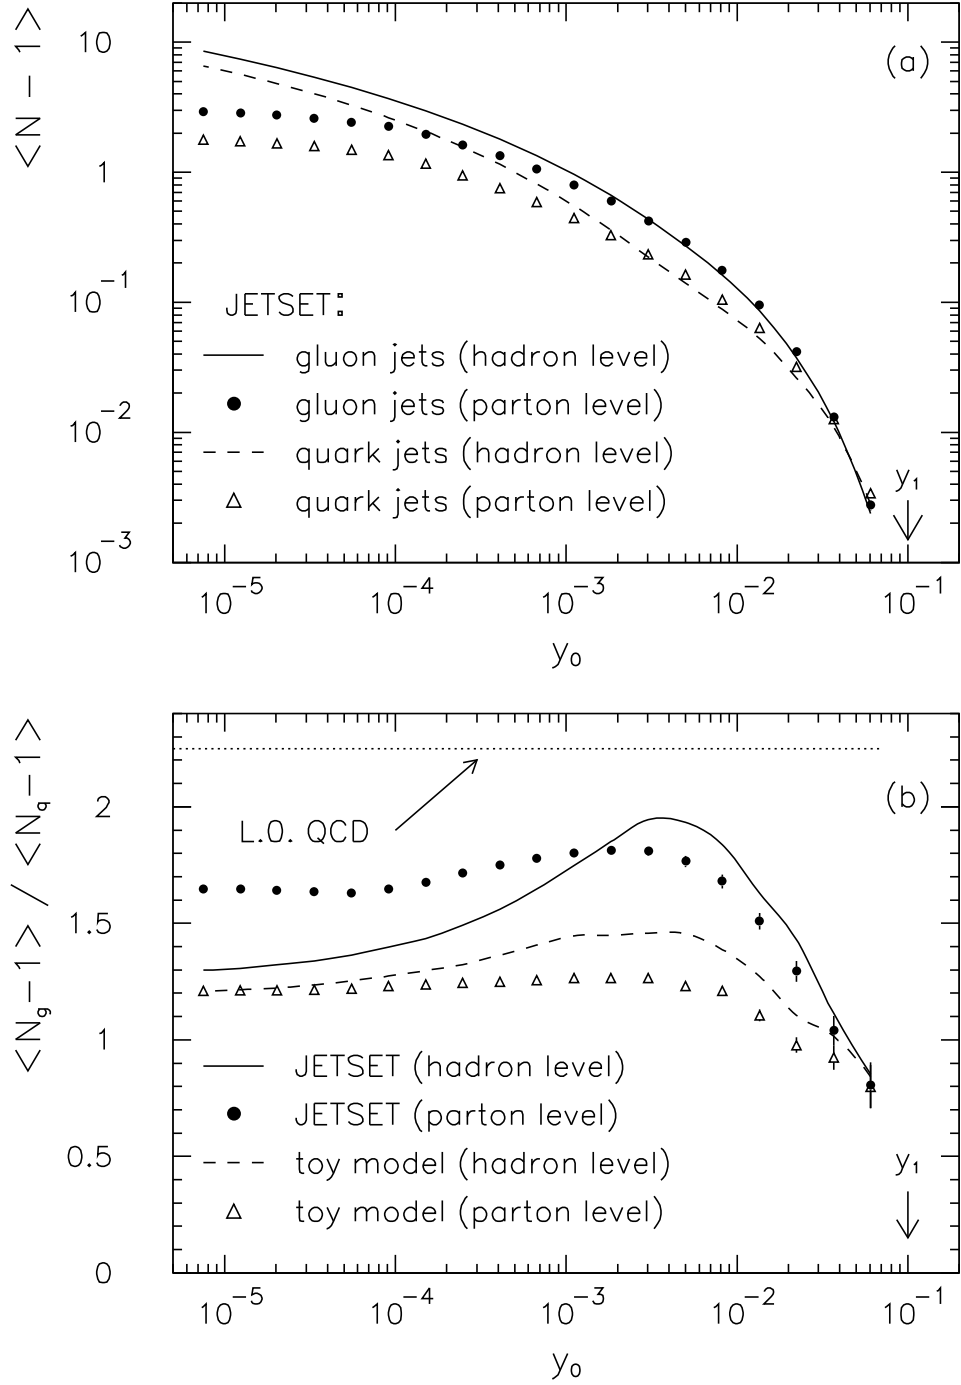 <N − 1>
(a)
10
1
10⁻¹
10⁻²
10⁻³
JETSET:
gluon jets (hadron level)
gluon jets (parton level)
quark jets (hadron level)
quark jets (parton level)
y₁
10⁻⁵ 10⁻⁴ 10⁻³ 10⁻² 10⁻¹
y₀
<N_g−1> / <N_q−1>
(b)
L.O. QCD
2
1.5
1
0.5
0
JETSET (hadron level)
JETSET (parton level)
toy model (hadron level)
toy model (parton level)
y₁
10⁻⁵ 10⁻⁴ 10⁻³ 10⁻² 10⁻¹
y₀